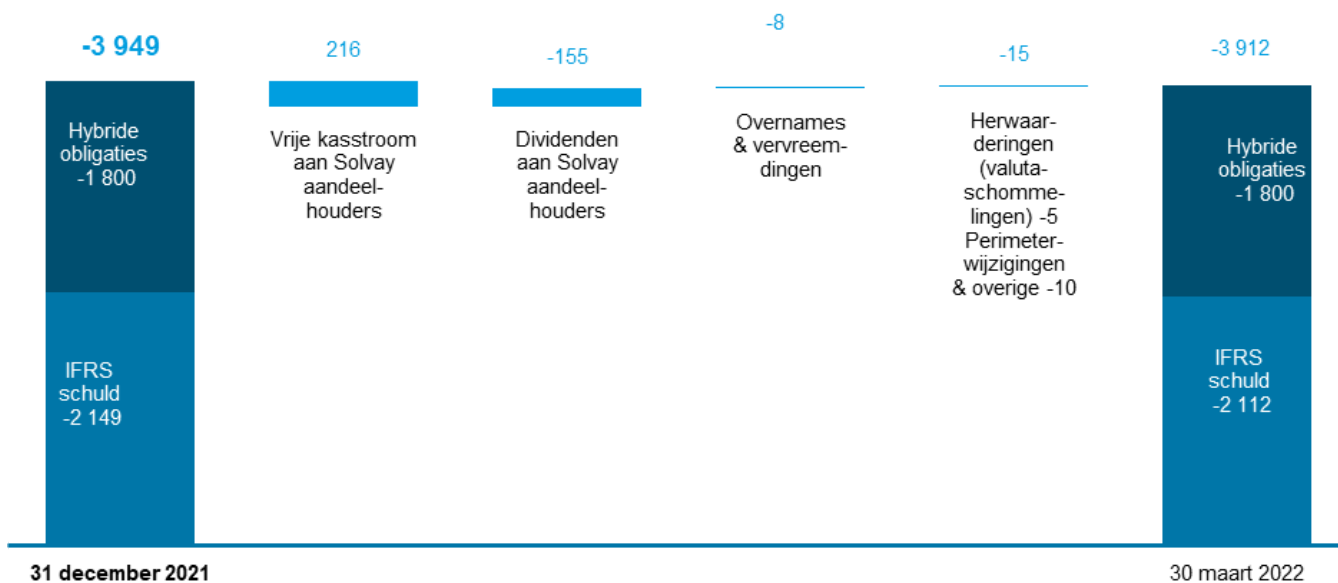 -3 949
Hybride
obligaties
-1 800
IFRS
schuld
-2 149
216
Vrije kasstroom
aan Solvay
aandeel-
houders
-155
Dividenden
aan Solvay
aandeel-
houders
-8
Overnames
& vervreem-
dingen
-15
Herwaar-
deringen
(valuta-
schomme-
lingen) -5
Perimeter-
wijzigingen
& overige -10
-3 912
Hybride
obligaties
-1 800
IFRS
schuld
-2 112
31 december 2021
30 maart 2022